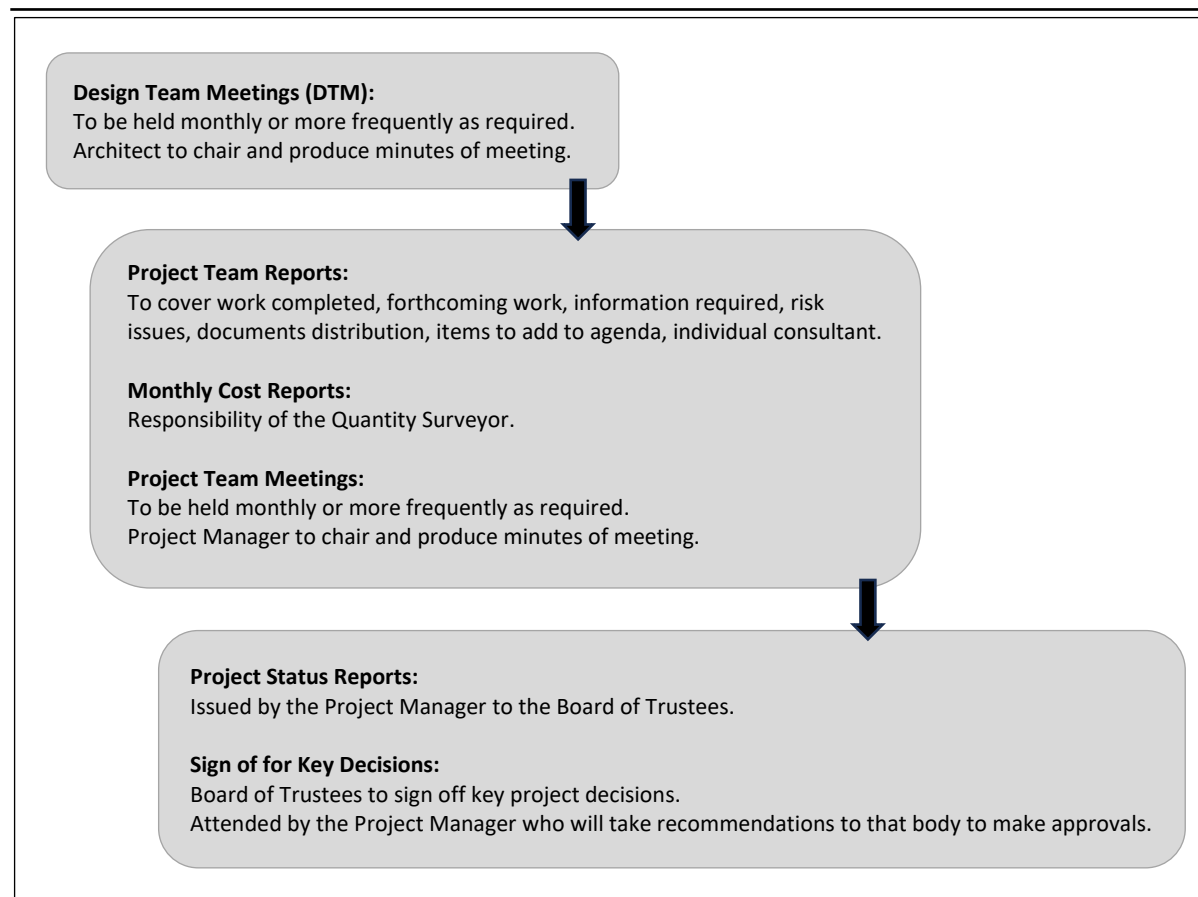 Design Team Meetings (DTM):
To be held monthly or more frequently as required.
Architect to chair and produce minutes of meeting.
Project Team Reports:
To cover work completed, forthcoming work, information required, risk
issues, documents distribution, items to add to agenda, individual consultant.
Monthly Cost Reports:
Responsibility of the Quantity Surveyor.
Project Team Meetings:
To be held monthly or more frequently as required.
Project Manager to chair and produce minutes of meeting.
Project Status Reports:
Issued by the Project Manager to the Board of Trustees.
Sign of for Key Decisions:
Board of Trustees to sign off key project decisions.
Attended by the Project Manager who will take recommendations to that body to make approvals.